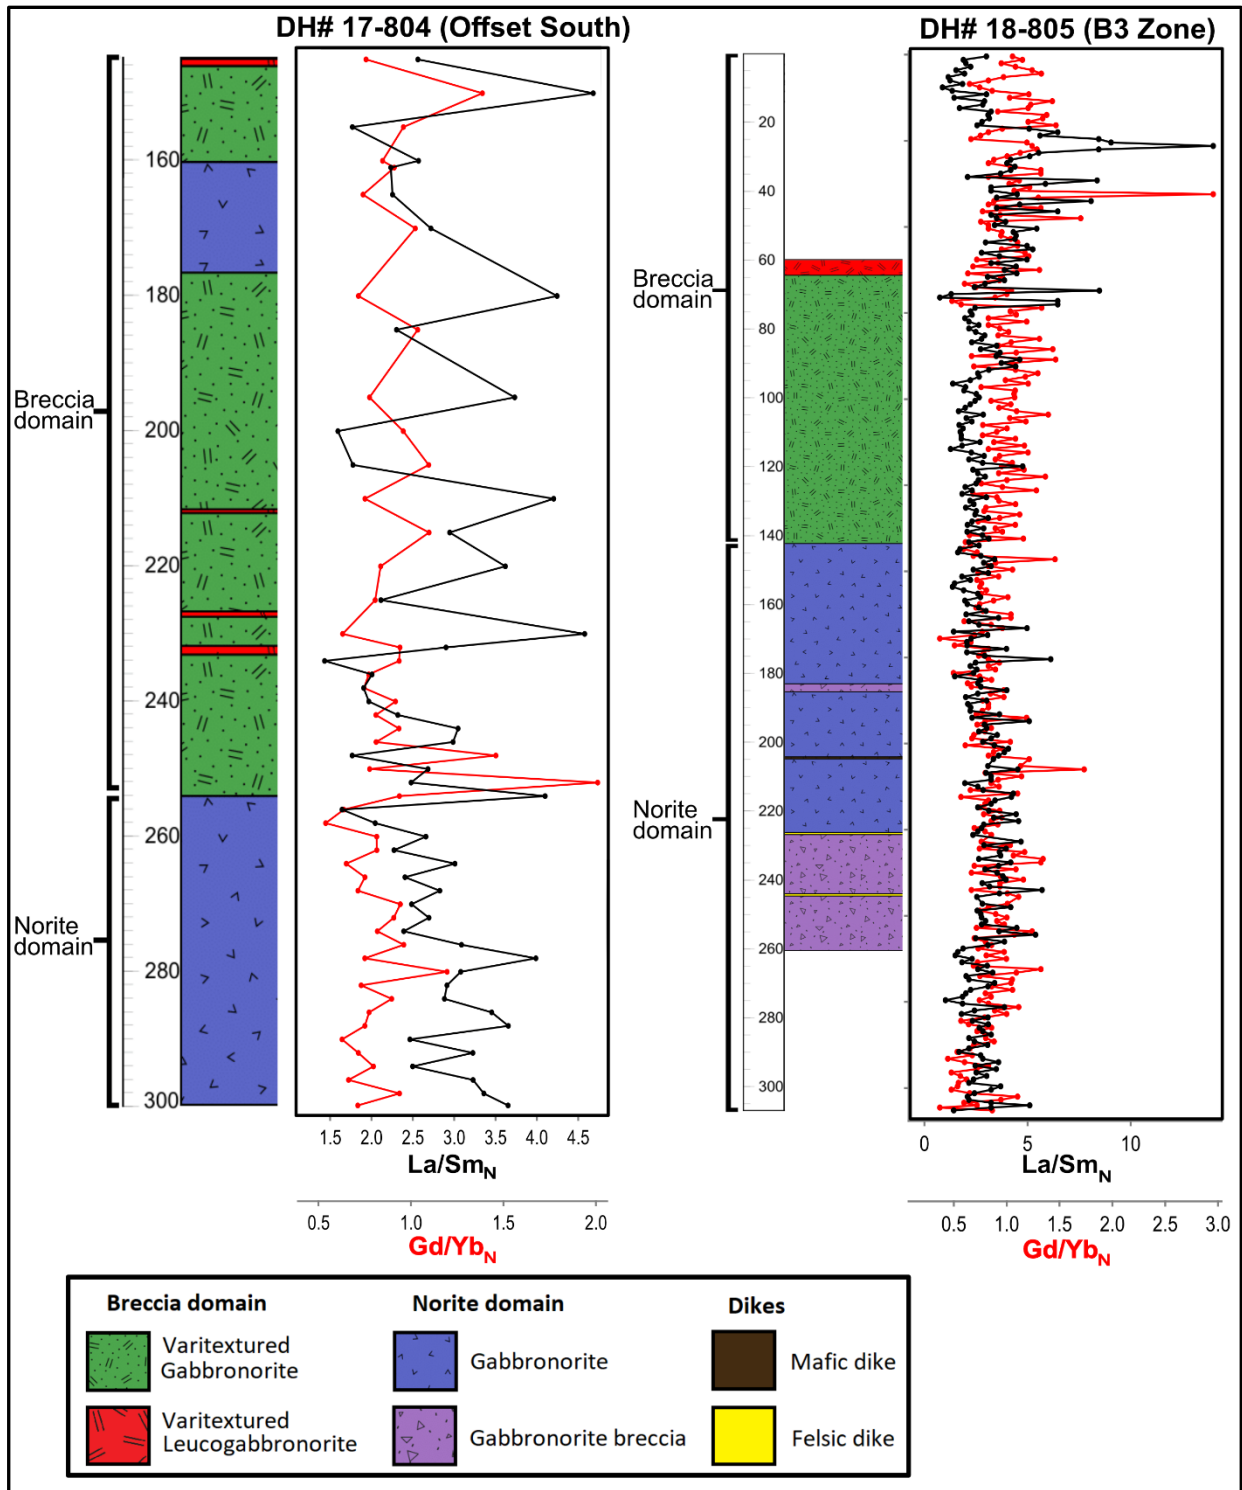 DH# 17-804 (Offset South)
160
180
200
220
240
260
280
300
Breccia
domain
Norite
domain
1.5 2.0 2.5 3.0 3.5 4.0 4.5
La/SmN
0.5 1.0 1.5 2.0
Gd/YbN
DH# 18-805 (B3 Zone)
20
40
60
80
100
120
140
160
180
200
220
240
260
280
300
Breccia
domain
Norite
domain
0 5 10
La/SmN
0.5 1.0 1.5 2.0 2.5 3.0
Gd/YbN
Breccia domain
Varitextured
Gabbronorite
Varitextured
Leucogabbronorite
Norite domain
Gabbronorite
Gabbronorite breccia
Dikes
Mafic dike
Felsic dike